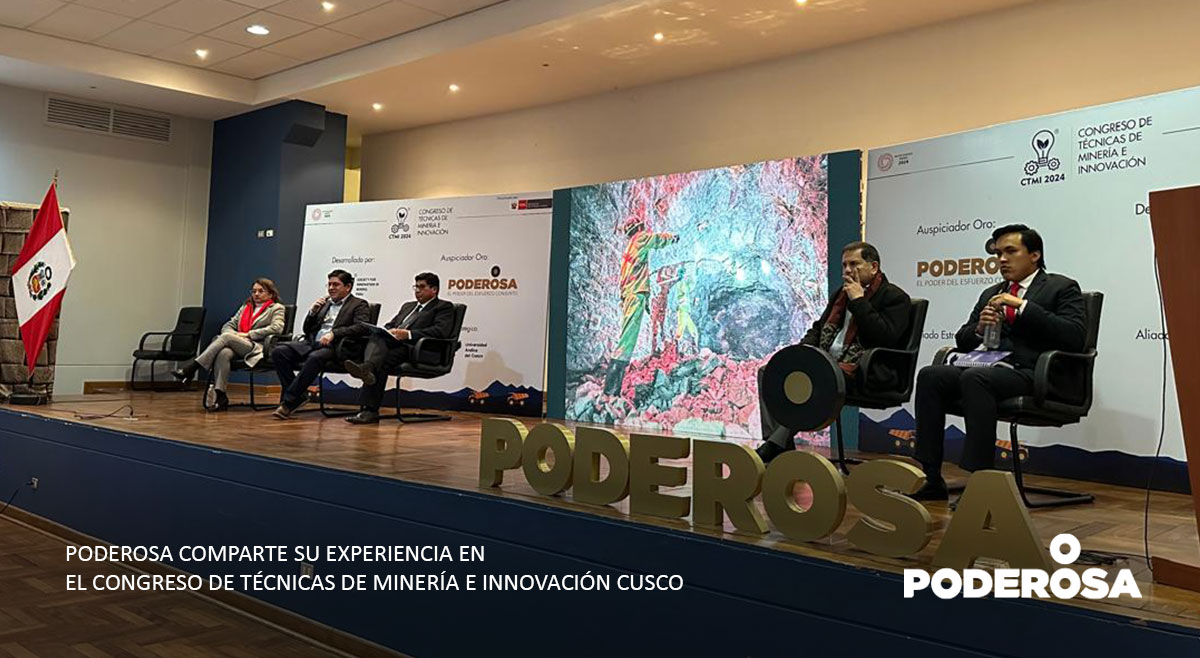 CTMI 2024
CONGRESO DE
TÉCNICAS DE
MINERÍA E
INNOVACIÓN
Desarrollado por:
Auspiciador Oro:
PODEROSA
EL PODER DEL ESFUERZO CONJUNTO
Universidad
Andina
del Cusco
CTMI 2024
CONGRESO DE
TÉCNICAS DE
MINERÍA E
INNOVACIÓN
Auspiciador Oro:
PODEROSA
EL PODER DEL ESFUERZO CONJUNTO
PODEROSA
PODEROSA COMPARTE SU EXPERIENCIA EN
EL CONGRESO DE TÉCNICAS DE MINERÍA E INNOVACIÓN CUSCO
PODEROSA